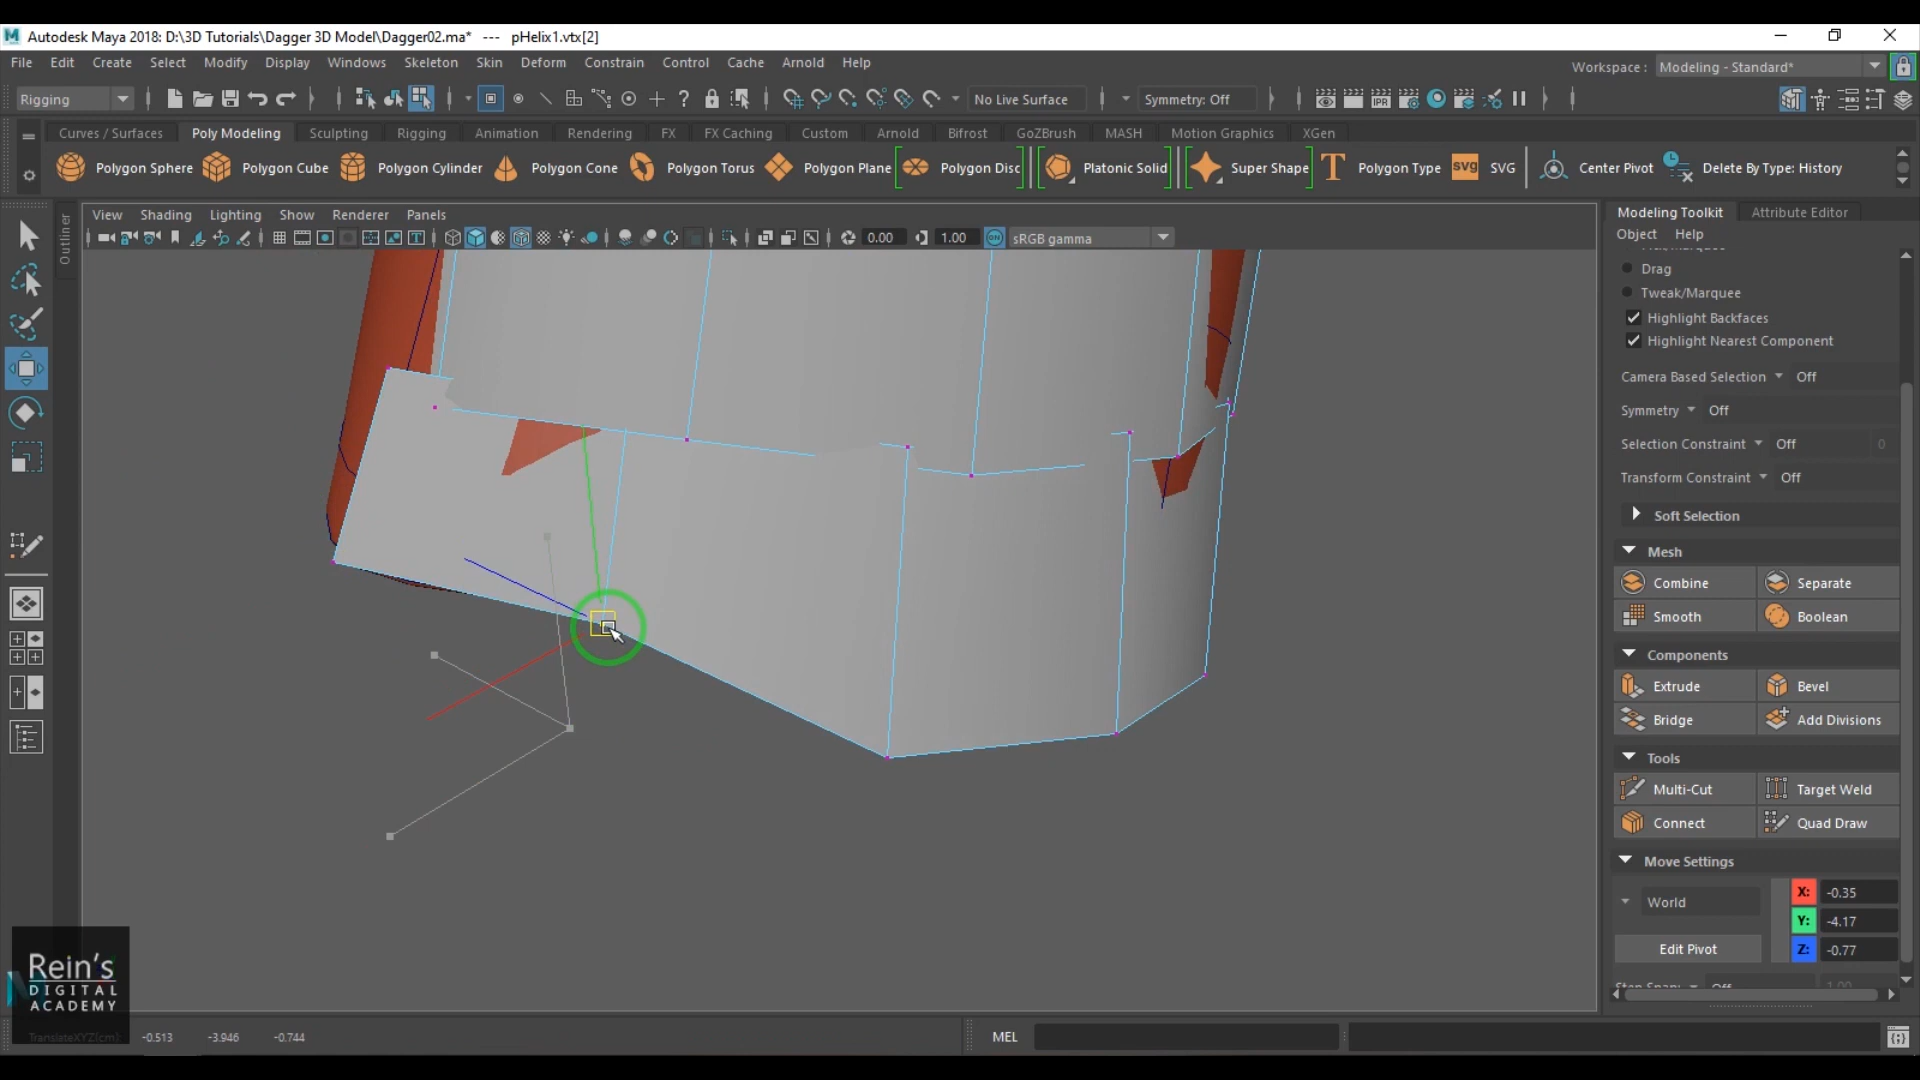 Autodesk Maya 2018: D:\3D Tutorials\Dagger 3D Model\Dagger02.ma* --- pHelix1.vtx[2]
File Edit Create Select Modify Display Windows Skeleton Skin Deform Constrain Control Cache Arnold Help
Workspace : Modeling - Standard*
Rigging
No Live Surface
Symmetry: Off
IPR
Curves / Surfaces Poly Modeling Sculpting Rigging Animation Rendering FX FX Caching Custom Arnold Bifrost GoZBrush MASH Motion Graphics XGen
Polygon Sphere Polygon Cube Polygon Cylinder Polygon Cone Polygon Torus Polygon Plane Polygon Disc Platonic Solid Super Shape Polygon Type svg SVG Center Pivot Delete By Type: History
View Shading Lighting Show Renderer Panels
0.00 1.00 ON sRGB gamma
Outliner
Modeling Toolkit Attribute Editor
Object Help
Drag
Tweak/Marquee
Highlight Backfaces
Highlight Nearest Component
Camera Based Selection Off
Symmetry Off
Selection Constraint Off 0
Transform Constraint Off
Soft Selection
Mesh
Combine Separate
Smooth Boolean
Components
Extrude Bevel
Bridge Add Divisions
Tools
Multi-Cut Target Weld
Connect Quad Draw
Move Settings
World
X: -0.35
Y: -4.17
Edit Pivot
Z: -0.77
Rein's
DIGITAL
ACADEMY
TranslateXYZ(cm): -0.513 -3.946 -0.744
MEL